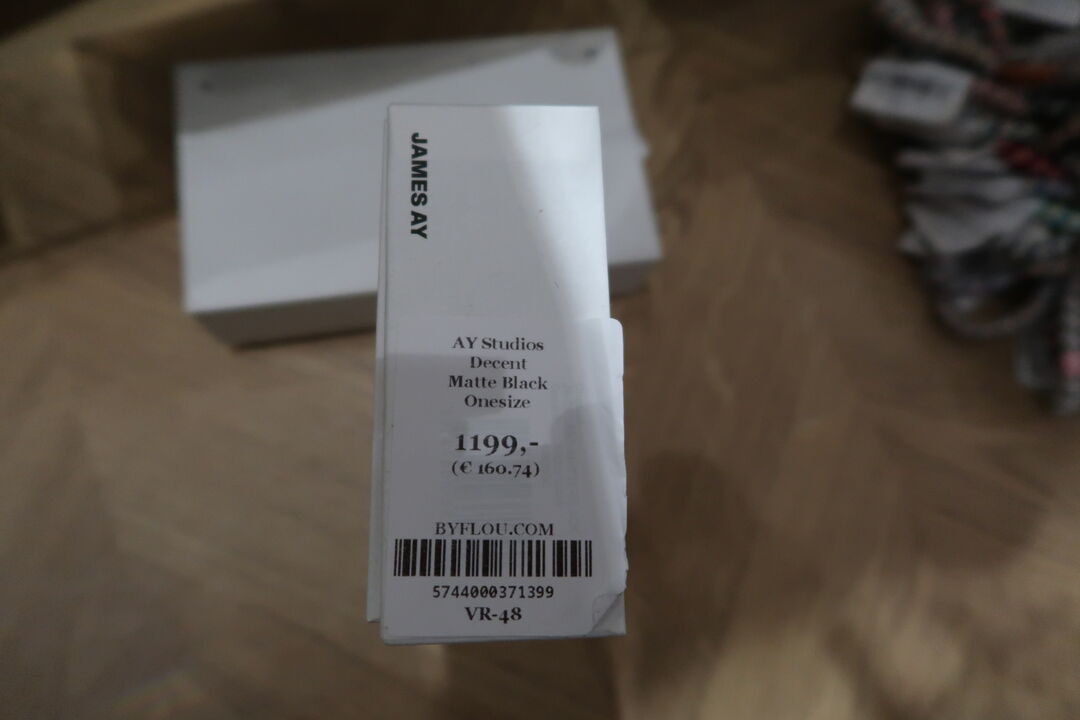 JAMES AY
AY Studios
Decent
Matte Black
Onesize
1199,-
(€ 160.74)
BYFLOU.COM
5744000371399
VR-48